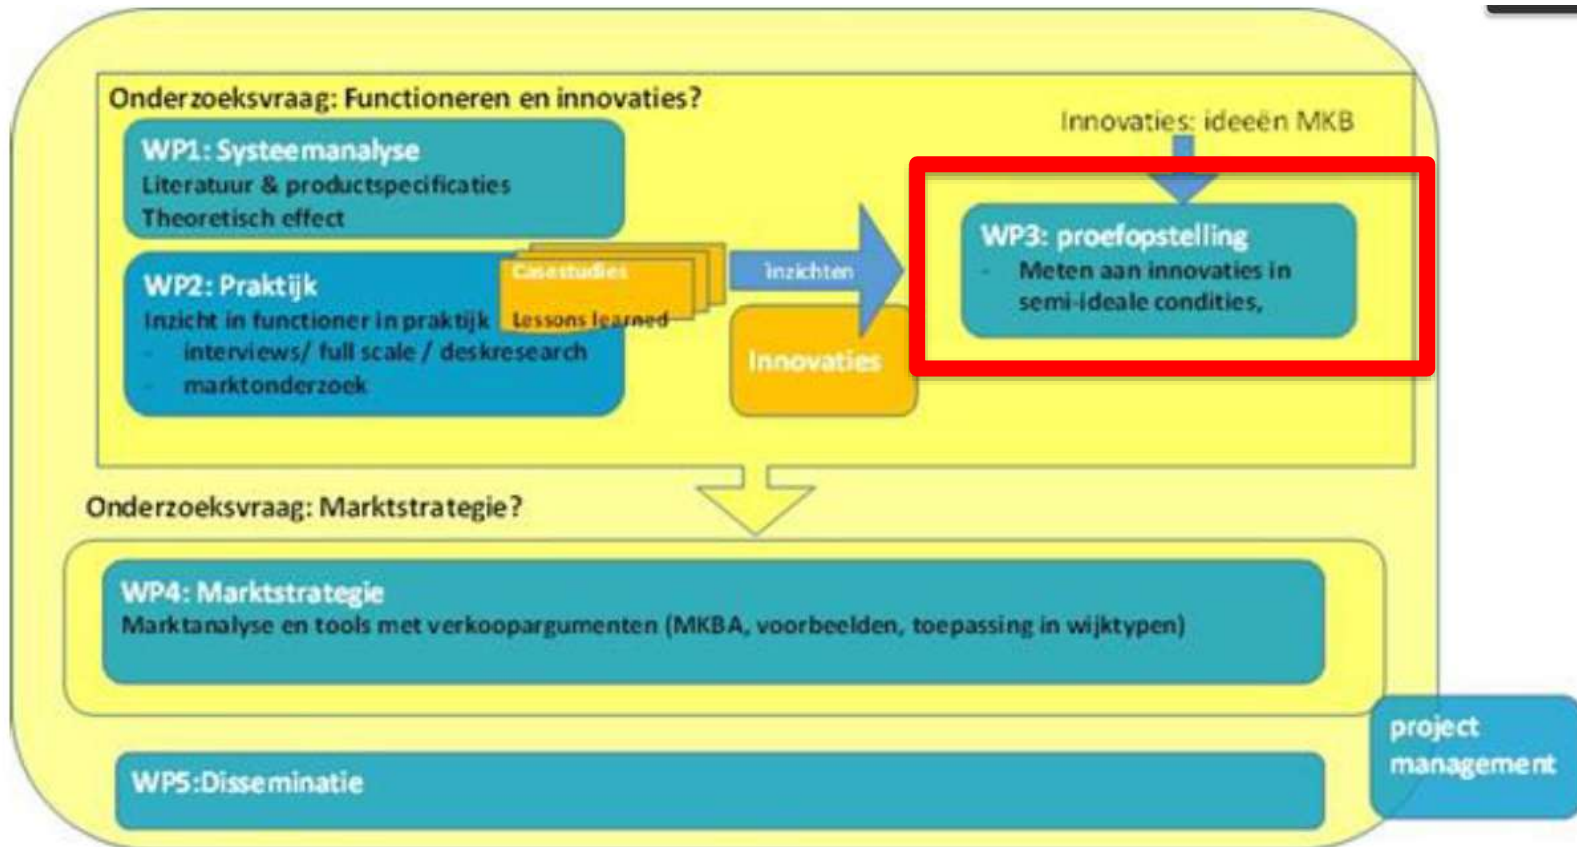 Onderzoeksvraag: Functioneren en innovaties?
WP1: Systeemanalyse
Literatuur & productspecificaties
Theoretisch effect
WP2: Praktijk
Inzicht in functioner in praktijk
- interviews/ full scale / deskresearch
- marktonderzoek
Casestudies
Lessons learned
Inzichten
Innovaties
Innovaties: ideeën MKB
WP3: proefopstelling
- Meten aan innovaties in
semi-ideale condities,
Onderzoeksvraag: Marktstrategie?
WP4: Marktstrategie
Marktanalyse en tools met verkoopargumenten (MKBA, voorbeelden, toepassing in wijktypen)
WP5:Disseminatie
project
management